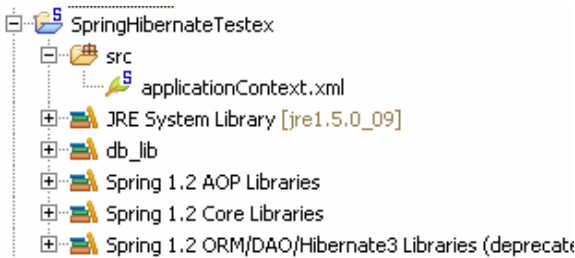 SpringHibernateTestex
src
applicationContext.xml
JRE System Library [jre1.5.0_09]
db_lib
Spring 1.2 AOP Libraries
Spring 1.2 Core Libraries
Spring 1.2 ORM/DAO/Hibernate3 Libraries (deprecate